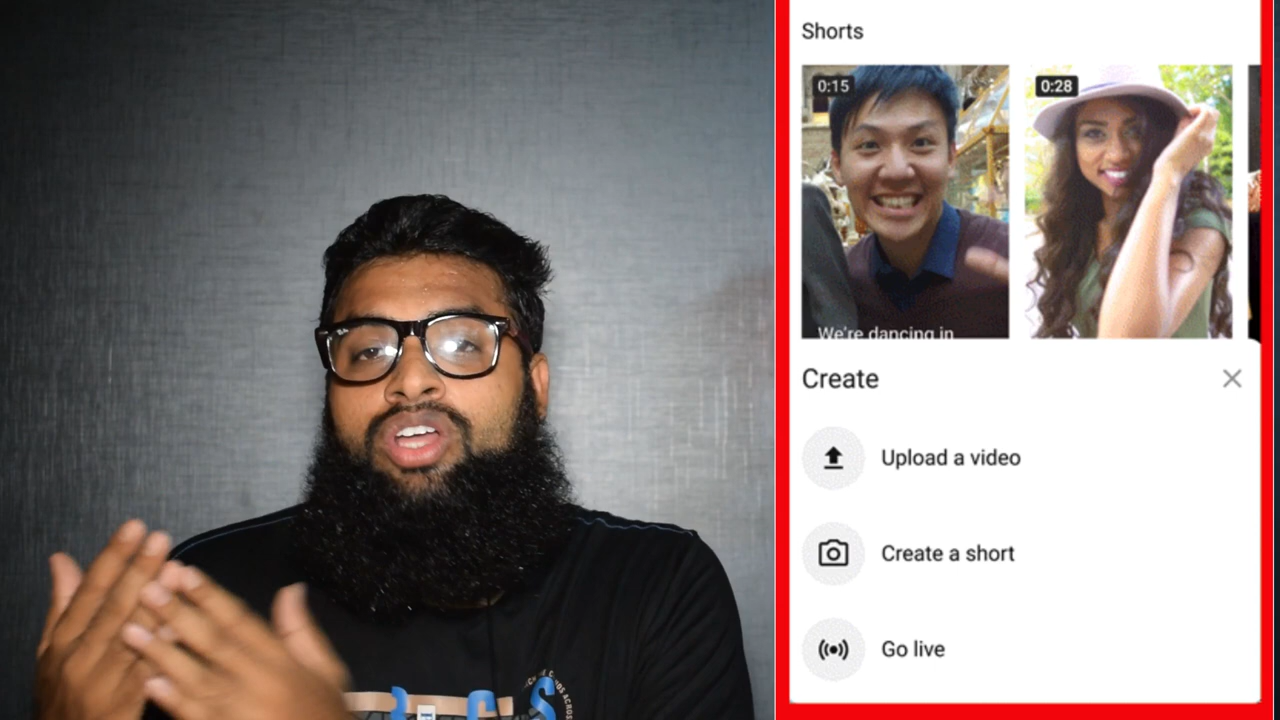 Shorts
0:15
0:28
We're dancing in
Create
Upload a video
Create a short
Go live